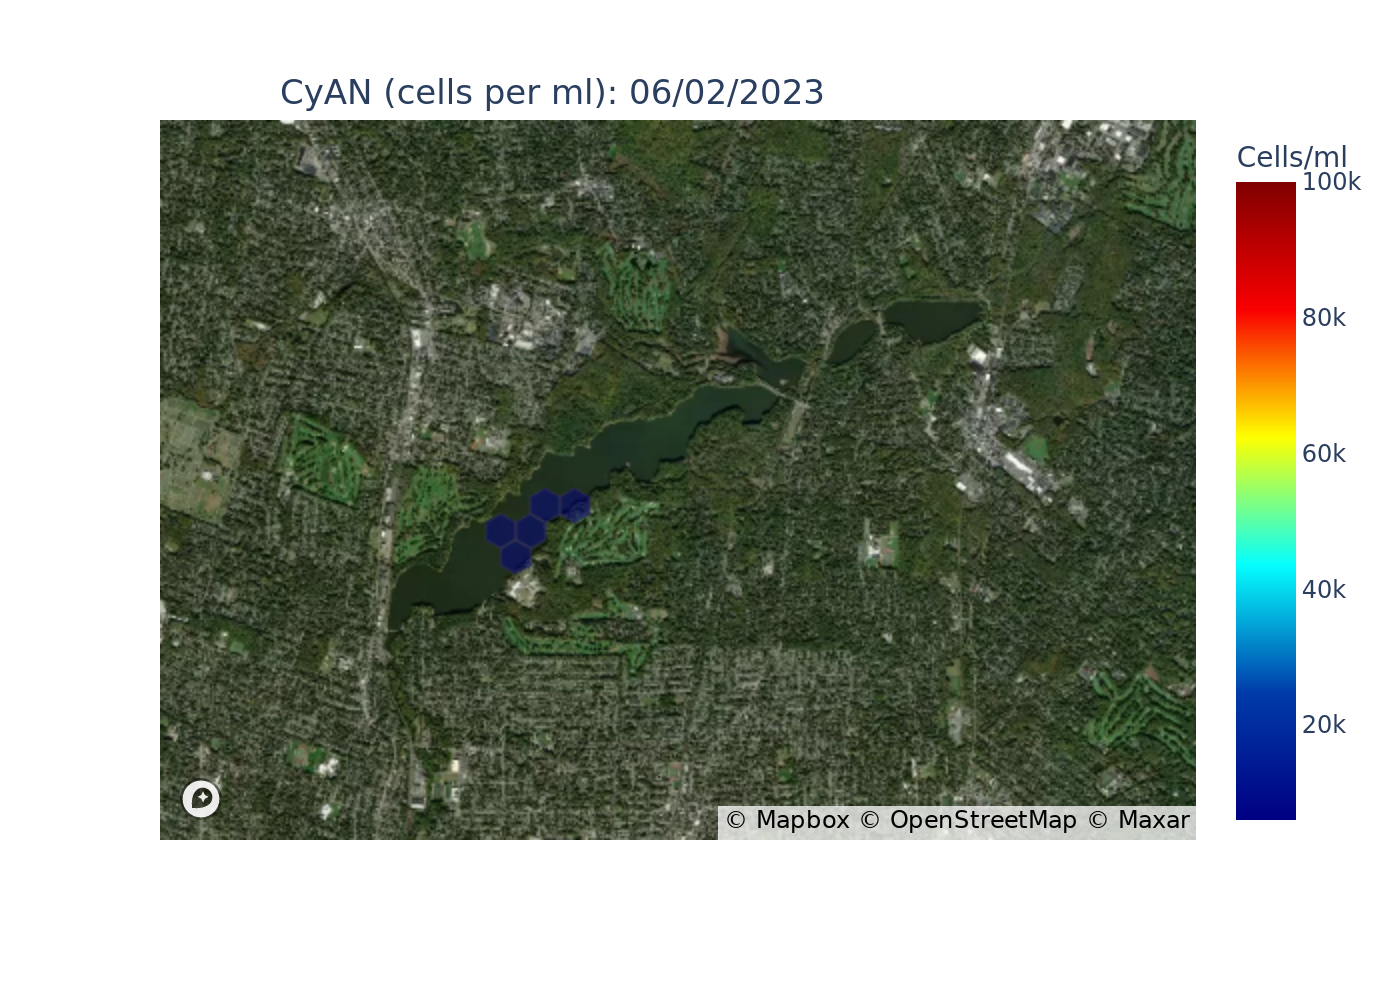 CyAN (cells per ml): 06/02/2023
Cells/ml
100k
80k
60k
40k
20k
© Mapbox © OpenStreetMap © Maxar